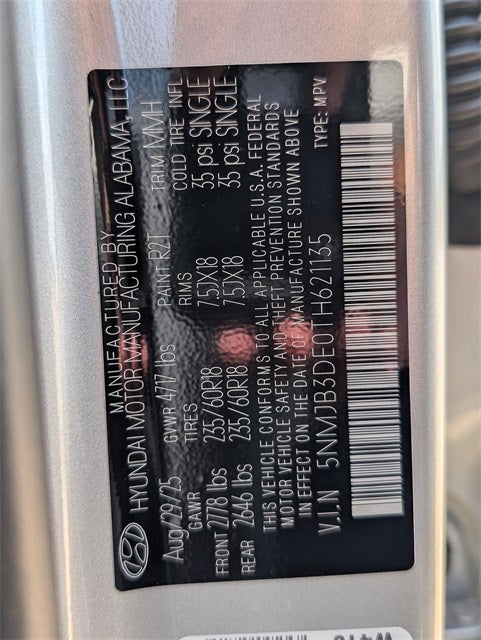 MANUFACTURED BY
HYUNDAI MOTOR MANUFACTURING ALABAMA, LLC
Aug/29/25 GVWR 4717 lbs PAINT R2T TRIM MMH
GAWR TIRES RIMS COLD TIRE INFL
FRONT 2778 lbs 235/60R18 7.5JX18 35 psi SINGLE
REAR 2646 lbs 235/60R18 7.5JX18 35 psi SINGLE
THIS VEHICLE CONFORMS TO ALL APPLICABLE U.S.A. FEDERAL
MOTOR VEHICLE SAFETY AND THEFT PREVENTION STANDARDS
IN EFFECT ON THE DATE OF MANUFACTURE SHOWN ABOVE
V.I.N 5NMJB3DE0TH621135 TYPE: MPV